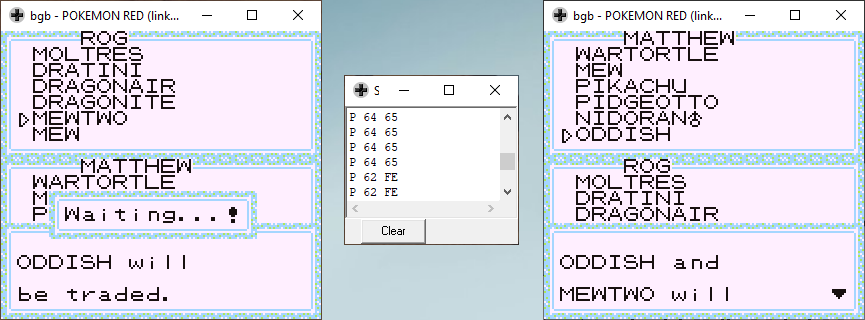 bgb - POKEMON RED (link...
ROG
MOLTRES
DRATINI
DRAGONAIR
DRAGONITE
▷MEWTWO
MEW
MATTHEW
WARTORTLE
M
P
Waiting...!
ODDISH will
be traded.
S
P 64 65
P 64 65
P 64 65
P 64 65
P 62 FE
P 62 FE
Clear
bgb - POKEMON RED (link...
MATTHEW
WARTORTLE
MEW
PIKACHU
PIDGEOTTO
NIDORAN♂
▷ODDISH
ROG
MOLTRES
DRATINI
DRAGONAIR
ODDISH and
MEWTWO will ▼